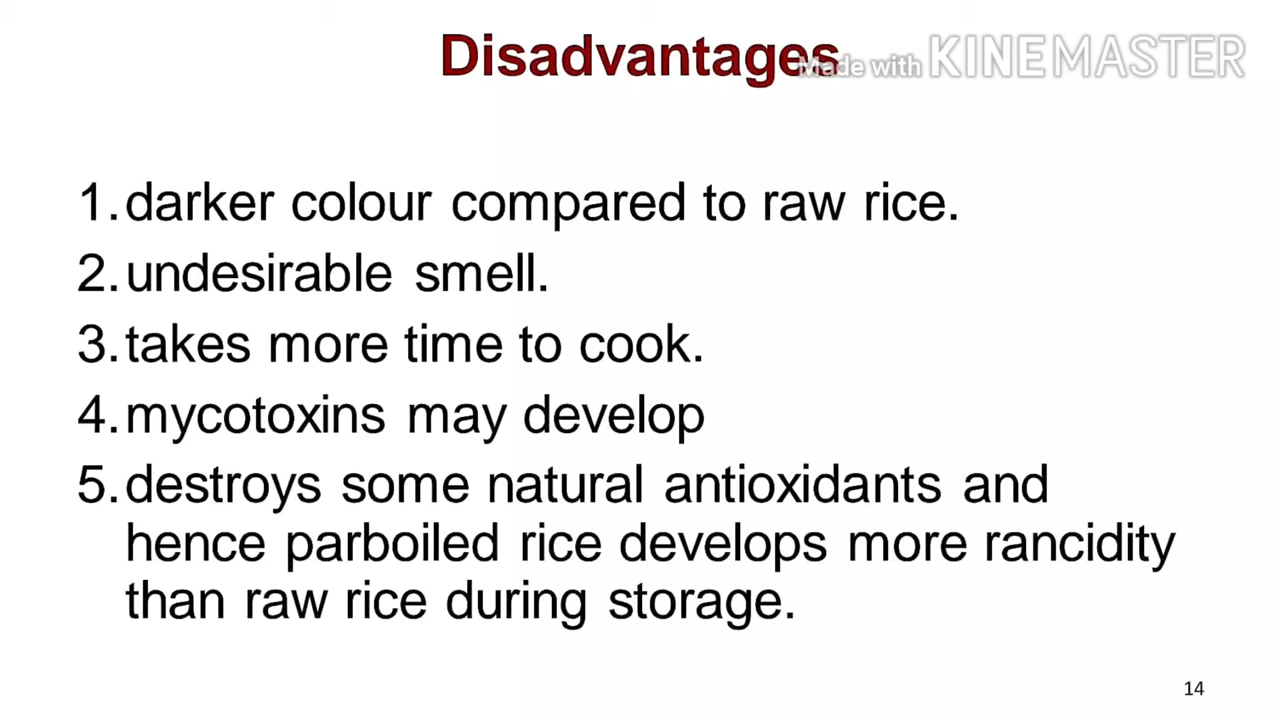 Disadvantages
Made with KINEMASTER
1. darker colour compared to raw rice.
2. undesirable smell.
3. takes more time to cook.
4. mycotoxins may develop
5. destroys some natural antioxidants and
hence parboiled rice develops more rancidity
than raw rice during storage.
14